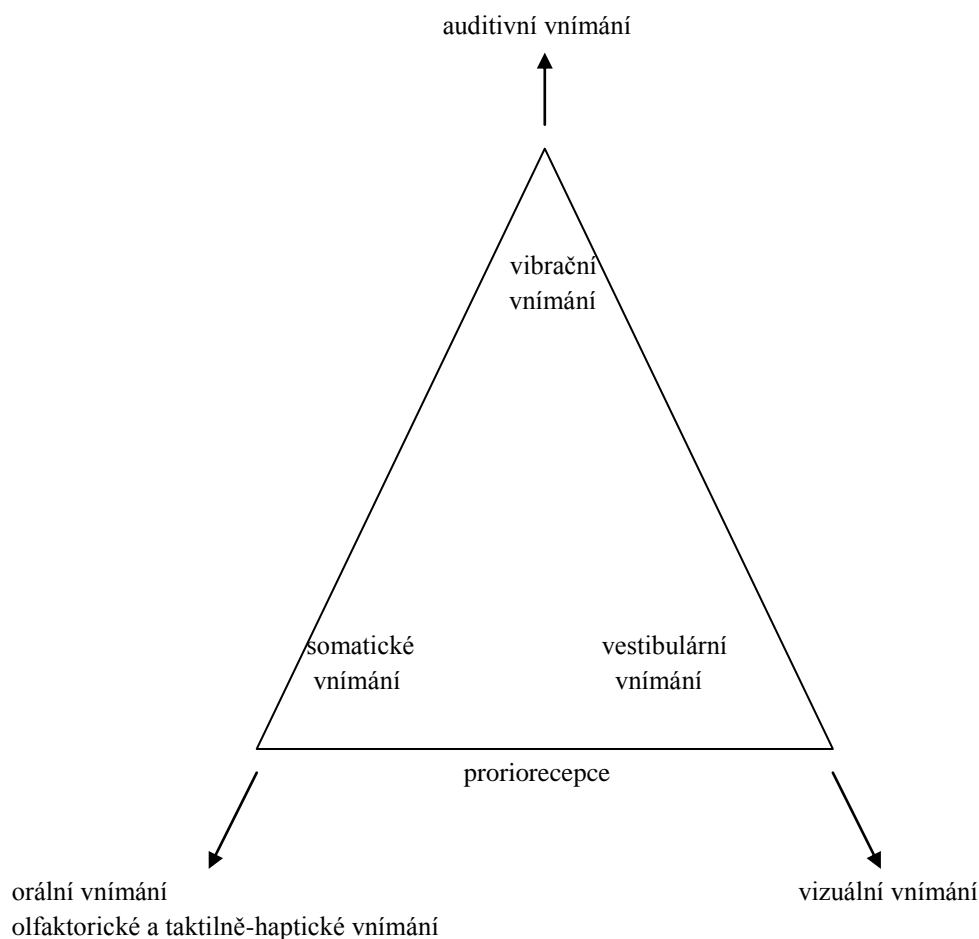 auditivní vnímání
vibrační
vnímání
somatické
vnímání
vestibulární
vnímání
proriorecepce
orální vnímání
olfaktorické a taktilně-haptické vnímání
vizuální vnímání